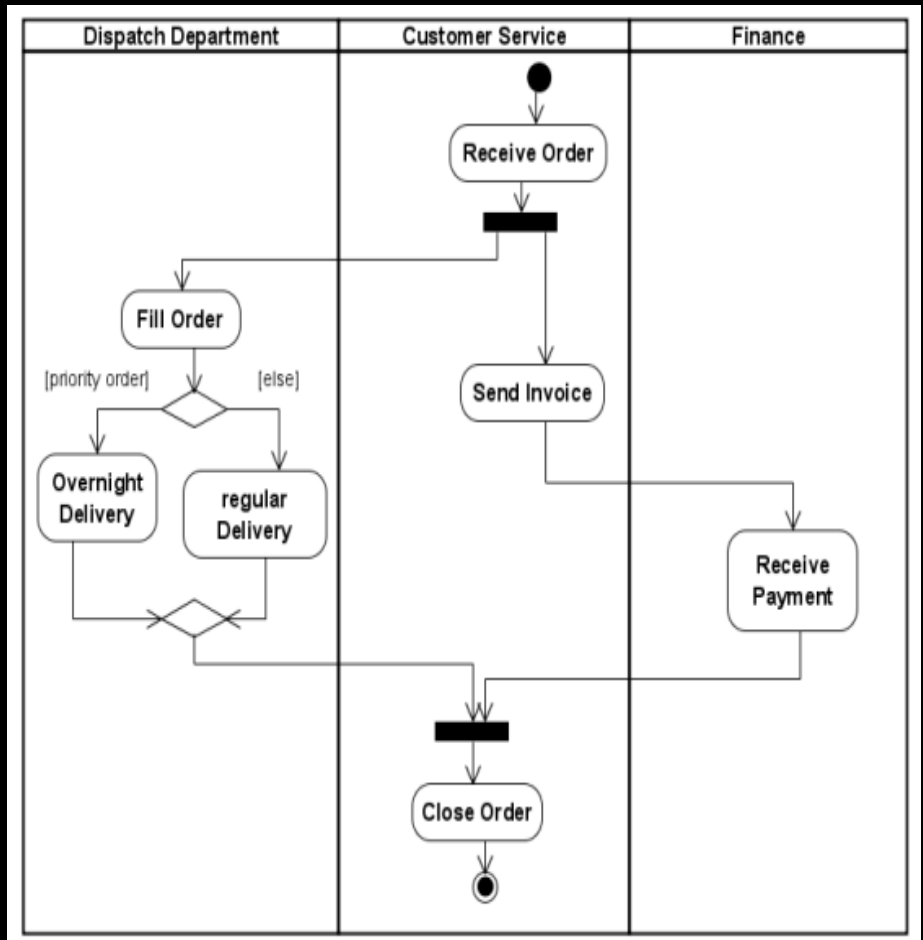 Dispatch Department
Customer Service
Finance
Receive Order
Fill Order
[priority order]
[else]
Send Invoice
Overnight
Delivery
regular
Delivery
Receive
Payment
Close Order